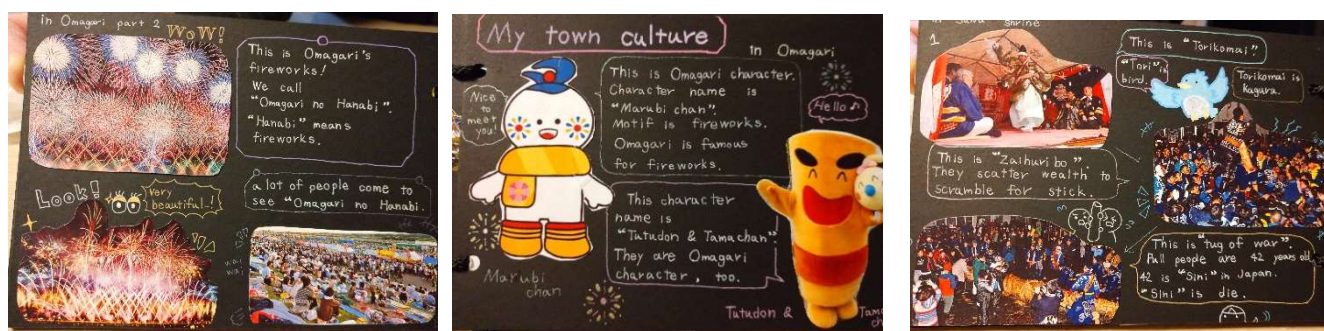 in Omagari part 2
WoW!
This is Omagari's
fireworks!
We call
"Omagari no Hanabi".
"Hanabi" means
fireworks.
Look!
very
beautiful~!
a lot of people come to
see "Omagari no Hanabi.
wai
wai
My town culture
in Omagari
Nice
to
meet
you!
This is Omagari character.
Character name is
"Marubi chan".
Motif is fireworks.
Omagari is famous
for fireworks.
Hello♪
This character
name is
"Tutudon & Tamachan".
They are Omagari
character, too.
Marubi
chan
Tutudon &
Tama
ch
shrine
1
This is "Torikomai".
"Tori" is
bird.
Torikomai is
Kagura.
This is "Zaihuri bo".
They scatter wealth to
scramble for stick.
This is "tug of war".
Pull people are 42 years old.
42 is "Sini" in Japan.
"Sini" is die.